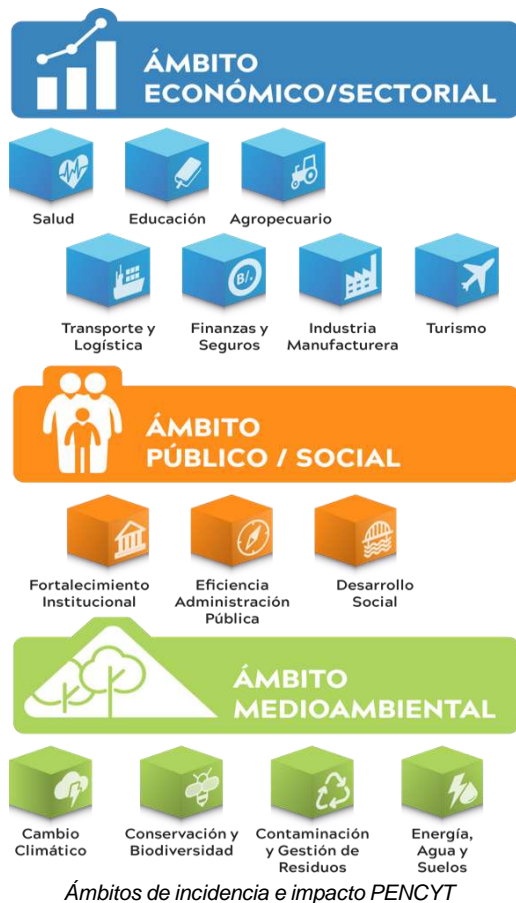 ÁMBITO
ECONÓMICO/SECTORIAL
Salud
Educación
Agropecuario
B/.
Transporte y
Logística
Finanzas y
Seguros
Industria
Manufacturera
Turismo
ÁMBITO
PÚBLICO / SOCIAL
Fortalecimiento
Institucional
Eficiencia
Administración
Pública
Desarrollo
Social
ÁMBITO
MEDIOAMBIENTAL
Cambio
Climático
Conservación y
Biodiversidad
Contaminación
y Gestión de
Residuos
Energía,
Agua y
Suelos
Ámbitos de incidencia e impacto PENCYT